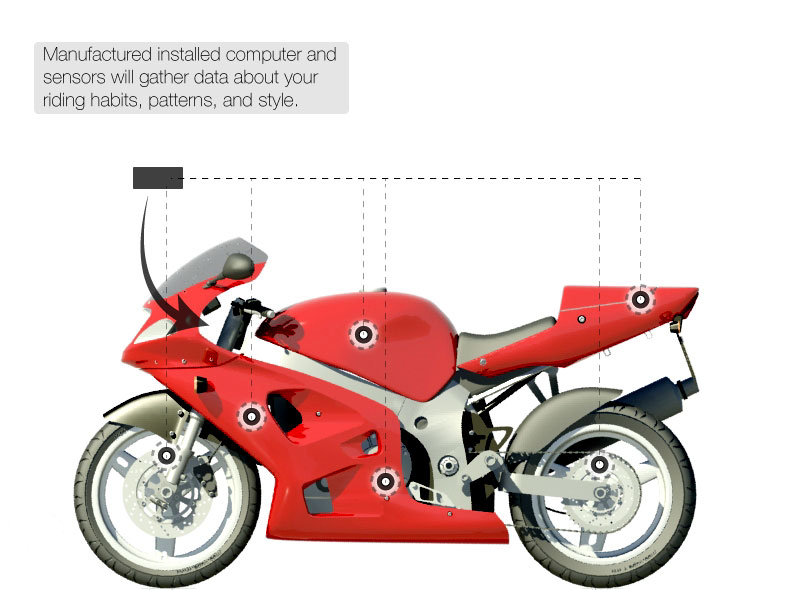 Manufactured installed computer and
sensors will gather data about your
riding habits, patterns, and style.